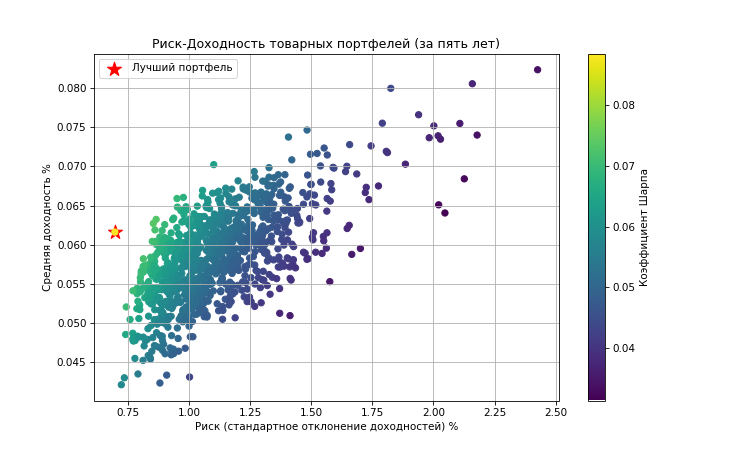 Риск-Доходность товарных портфелей (за пять лет)
Лучший портфель
Средняя доходность %
0.080
0.075
0.070
0.065
0.060
0.055
0.050
0.045
0.75 1.00 1.25 1.50 1.75 2.00 2.25 2.50
Риск (стандартное отклонение доходностей) %
0.08
0.07
0.06
0.05
0.04
Коэффициент Шарпа